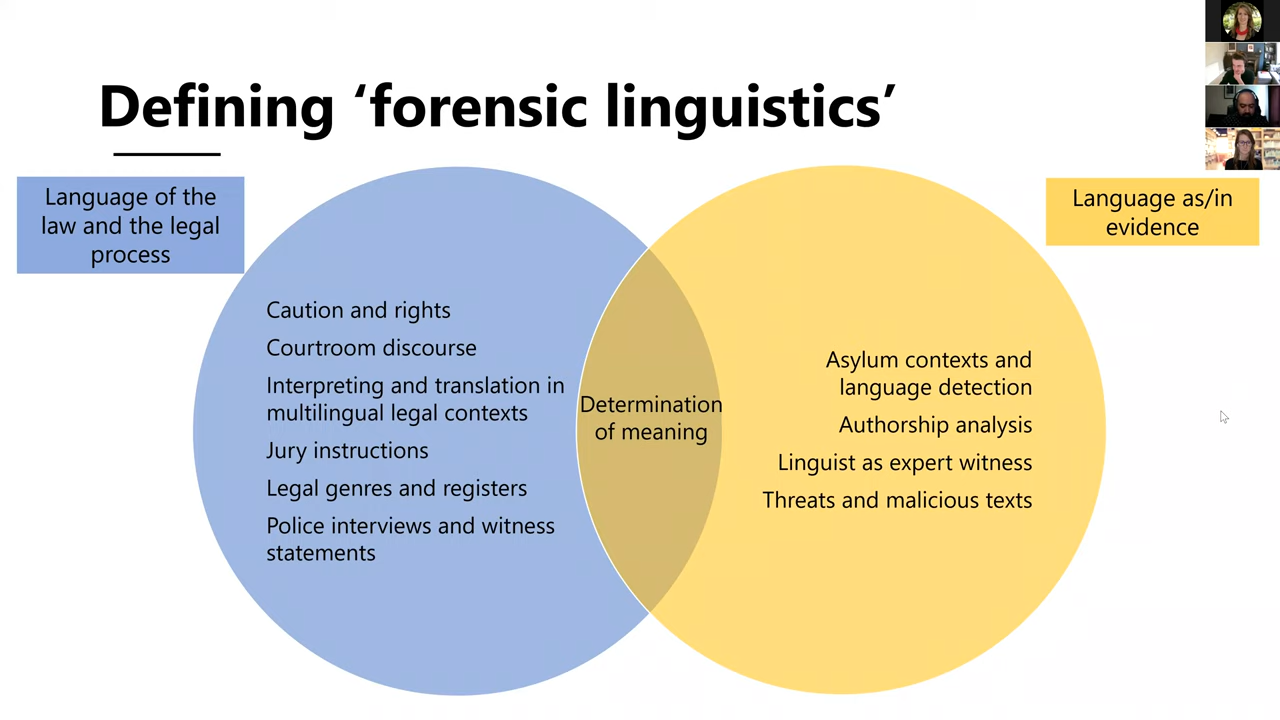 Defining ‘forensic linguistics’
Language of the
law and the legal
process
Language as/in
evidence
Caution and rights
Courtroom discourse
Interpreting and translation in
multilingual legal contexts
Jury instructions
Legal genres and registers
Police interviews and witness
statements
Determination
of meaning
Asylum contexts and
language detection
Authorship analysis
Linguist as expert witness
Threats and malicious texts